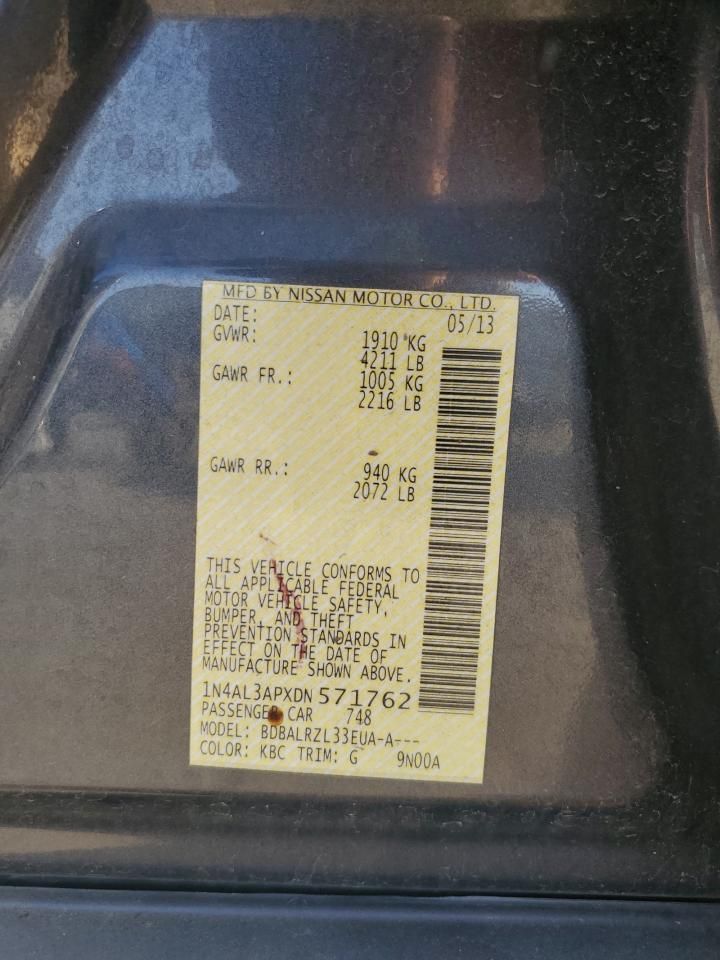 MFD BY NISSAN MOTOR CO., LTD.
DATE: 05/13
GVWR: 1910 KG
4211 LB
GAWR FR.: 1005 KG
2216 LB
GAWR RR.: 940 KG
2072 LB
THIS VEHICLE CONFORMS TO
ALL APPLICABLE FEDERAL
MOTOR VEHICLE SAFETY,
BUMPER, AND THEFT
PREVENTION STANDARDS IN
EFFECT ON THE DATE OF
MANUFACTURE SHOWN ABOVE.
1N4AL3APXDN 571762
PASSENGER CAR 748
MODEL: BDBALRZL33EUA-A---
COLOR: KBC TRIM: G 9N00A